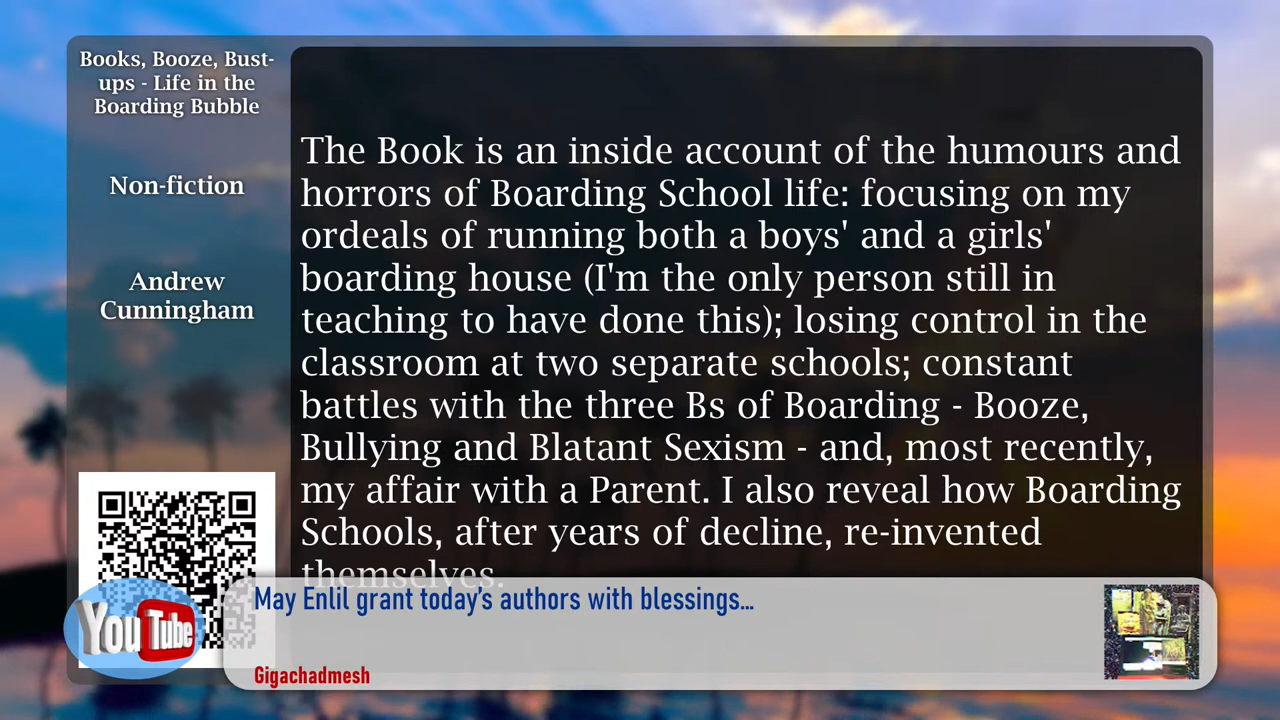 Books, Booze, Bust-
ups - Life in the
Boarding Bubble
Non-fiction
Andrew
Cunningham
The Book is an inside account of the humours and
horrors of Boarding School life: focusing on my
ordeals of running both a boys' and a girls'
boarding house (I'm the only person still in
teaching to have done this); losing control in the
classroom at two separate schools; constant
battles with the three Bs of Boarding - Booze,
Bullying and Blatant Sexism - and, most recently,
my affair with a Parent. I also reveal how Boarding
Schools, after years of decline, re-invented
themselves.
You Tube
May Enlil grant today's authors with blessings...
Gigachadmesh